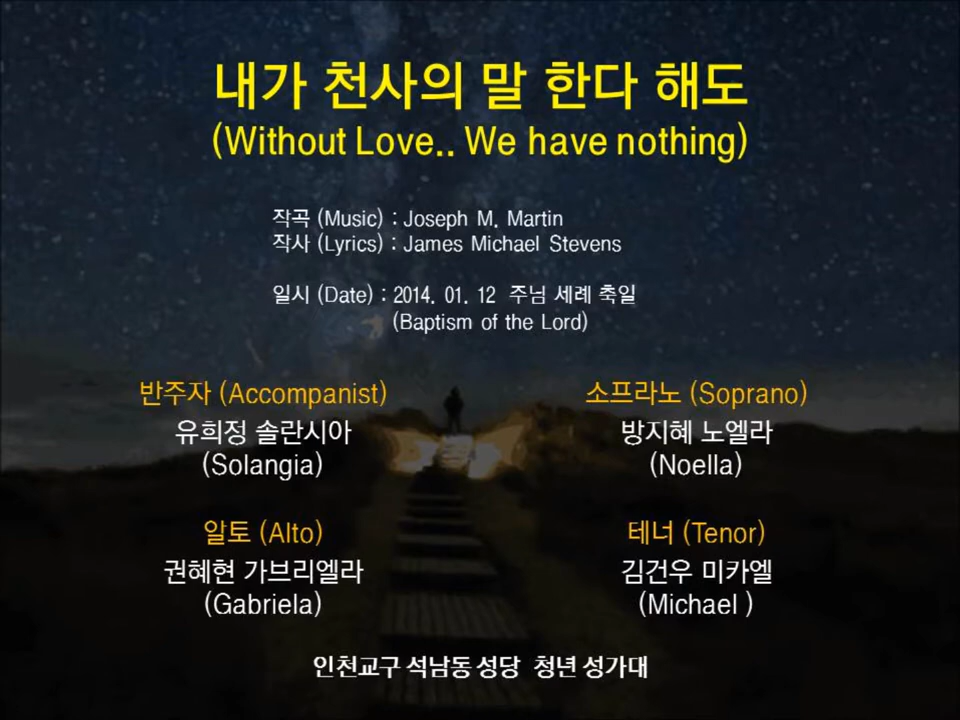 내가 천사의 말 한다 해도
(Without Love.. We have nothing)
작곡 (Music) : Joseph M. Martin
작사 (Lyrics) : James Michael Stevens
일시 (Date) : 2014. 01. 12 주님 세례 축일
(Baptism of the Lord)
반주자 (Accompanist)
유희정 솔란시아
(Solangia)
소프라노 (Soprano)
방지혜 노엘라
(Noella)
알토 (Alto)
권혜현 가브리엘라
(Gabriela)
테너 (Tenor)
김건우 미카엘
(Michael )
인천교구 석남동 성당 청년 성가대